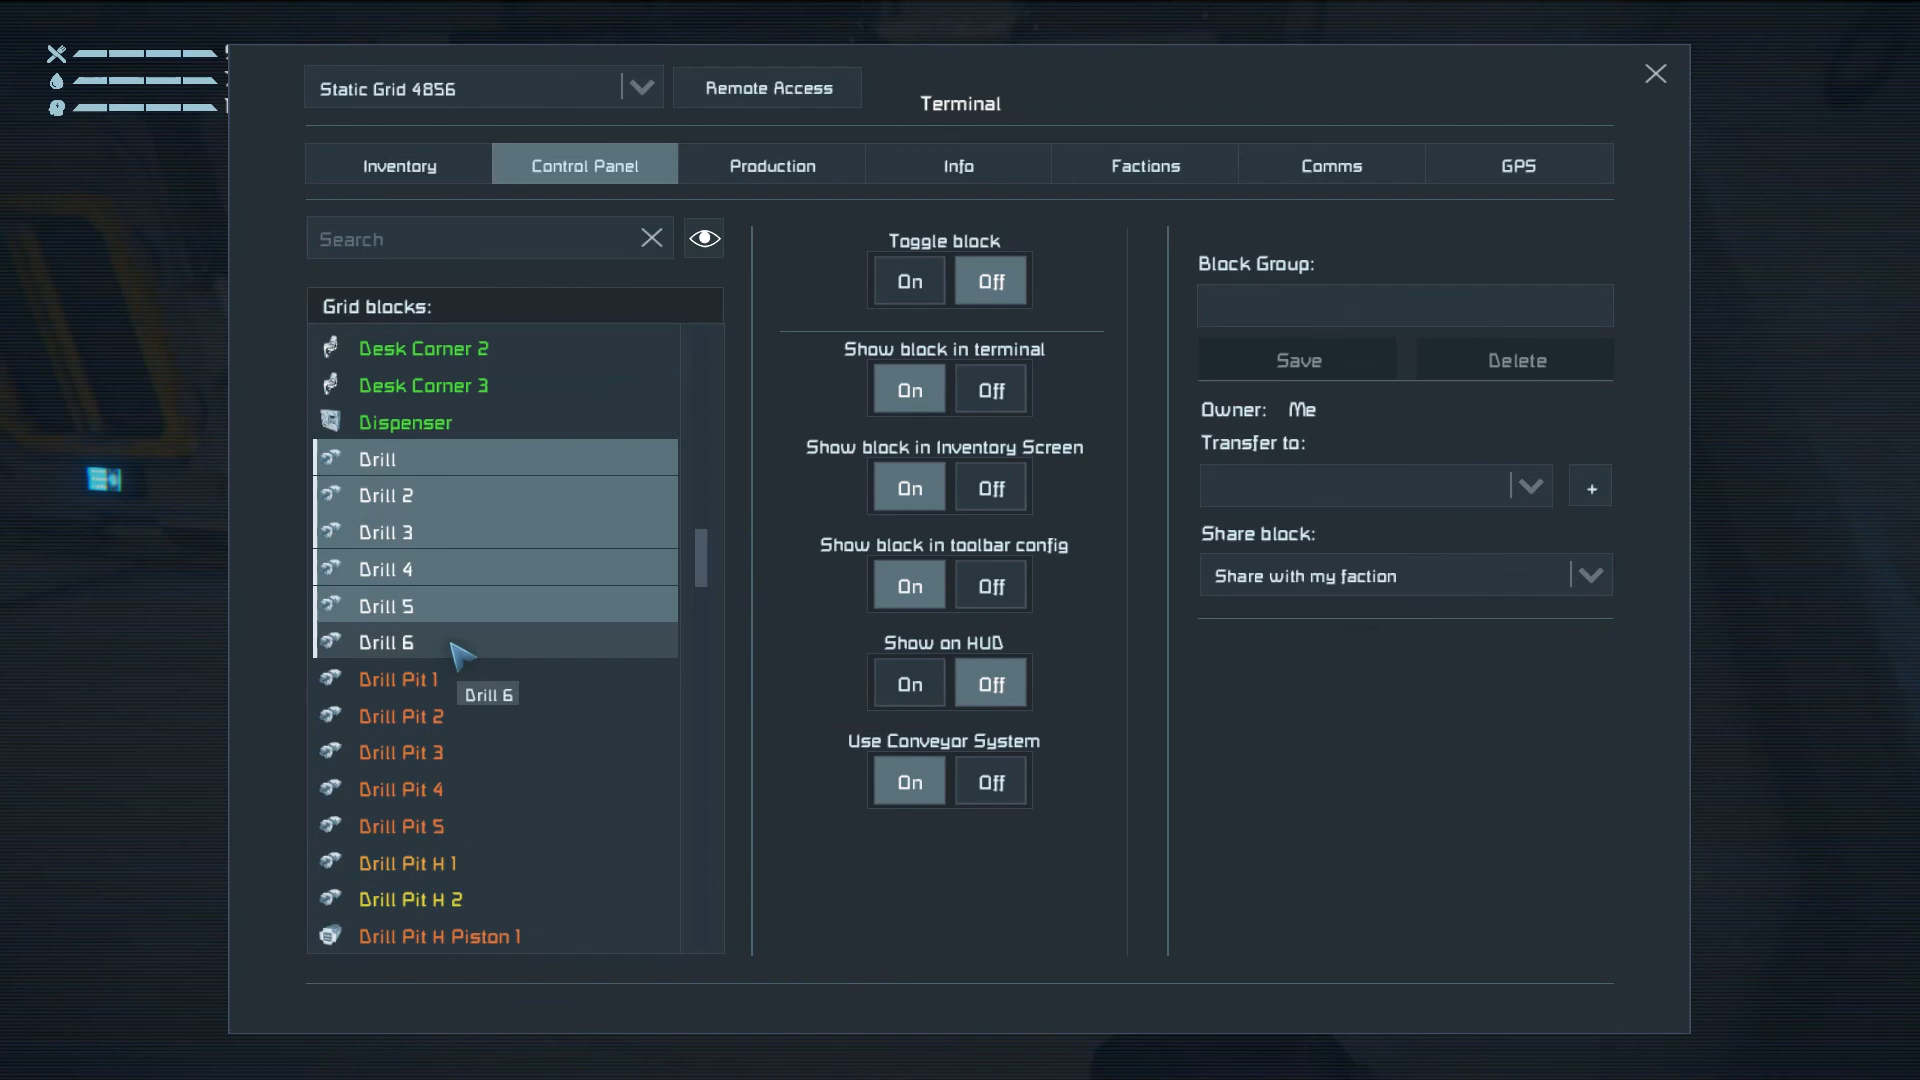 Static Grid 4856
Remote Access
Terminal
Inventory
Control Panel
Production
Info
Factions
Comms
GPS
Search
Grid blocks:
Desk Corner 2
Desk Corner 3
Dispenser
Drill
Drill 2
Drill 3
Drill 4
Drill 5
Drill 6
Drill Pit 1
Drill 6
Drill Pit 2
Drill Pit 3
Drill Pit 4
Drill Pit 5
Drill Pit H 1
Drill Pit H 2
Drill Pit H Piston 1
Toggle block
On Off
Show block in terminal
On Off
Show block in Inventory Screen
On Off
Show block in toolbar config
On Off
Show on HUD
On Off
Use Conveyor System
On Off
Block Group:
Save Delete
Owner: Me
Transfer to:
+
Share block:
Share with my faction